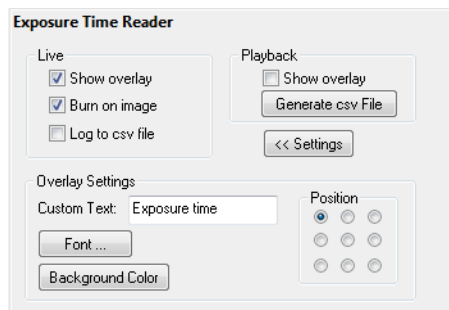 Exposure Time Reader
Live
Show overlay
Burn on image
Log to csv file
Playback
Show overlay
Generate csv File
<< Settings
Overlay Settings
Custom Text: Exposure time
Font ...
Background Color
Position